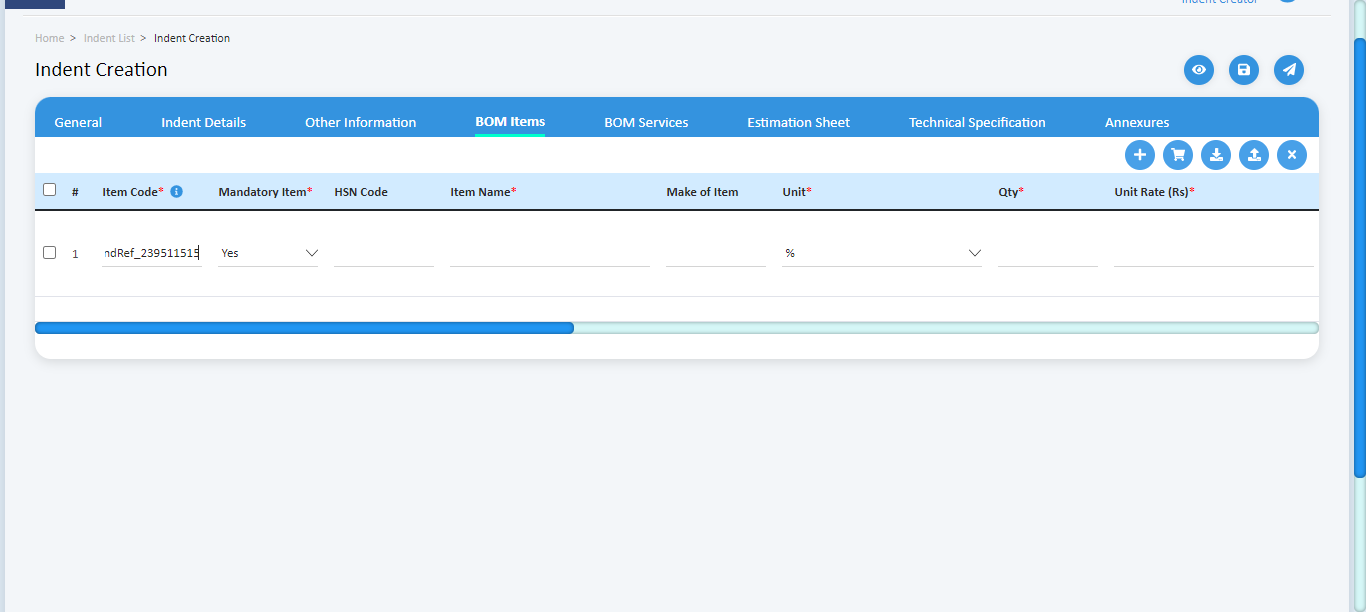 Indent Creator
Home > Indent List > Indent Creation
Indent Creation
General Indent Details Other Information BOM Items BOM Services Estimation Sheet Technical Specification Annexures
# Item Code* Mandatory Item* HSN Code Item Name* Make of Item Unit* Qty* Unit Rate (Rs)*
1 ndRef_239511515 Yes %